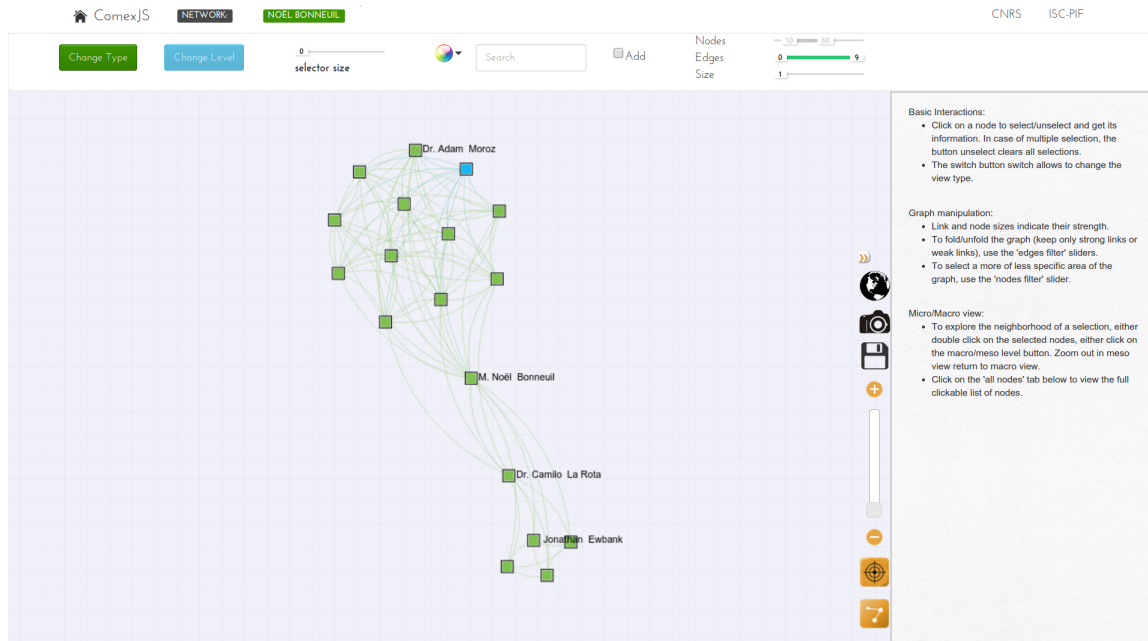 ComexJS
NETWORK:
NOËL BONNEUIL
CNRS
ISC-PIF
Change Type
Change Level
0
selector size
Search
Add
Nodes
10
60
Edges
0
9
Size
1
Dr. Adam Moroz
M. Noël Bonneuil
Dr. Camilo La Rota
Jonathan Ewbank
Basic Interactions:
Click on a node to select/unselect and get its
information. In case of multiple selection, the
button unselect clears all selections.
The switch button switch allows to change the
view type.
Graph manipulation:
Link and node sizes indicate their strength.
To fold/unfold the graph (keep only strong links or
weak links), use the 'edges filter' sliders.
To select a more of less specific area of the
graph, use the 'nodes filter' slider.
Micro/Macro view:
To explore the neighborhood of a selection, either
double click on the selected nodes, either click on
the macro/meso level button. Zoom out in meso
view return to macro view.
Click on the 'all nodes' tab below to view the full
clickable list of nodes.